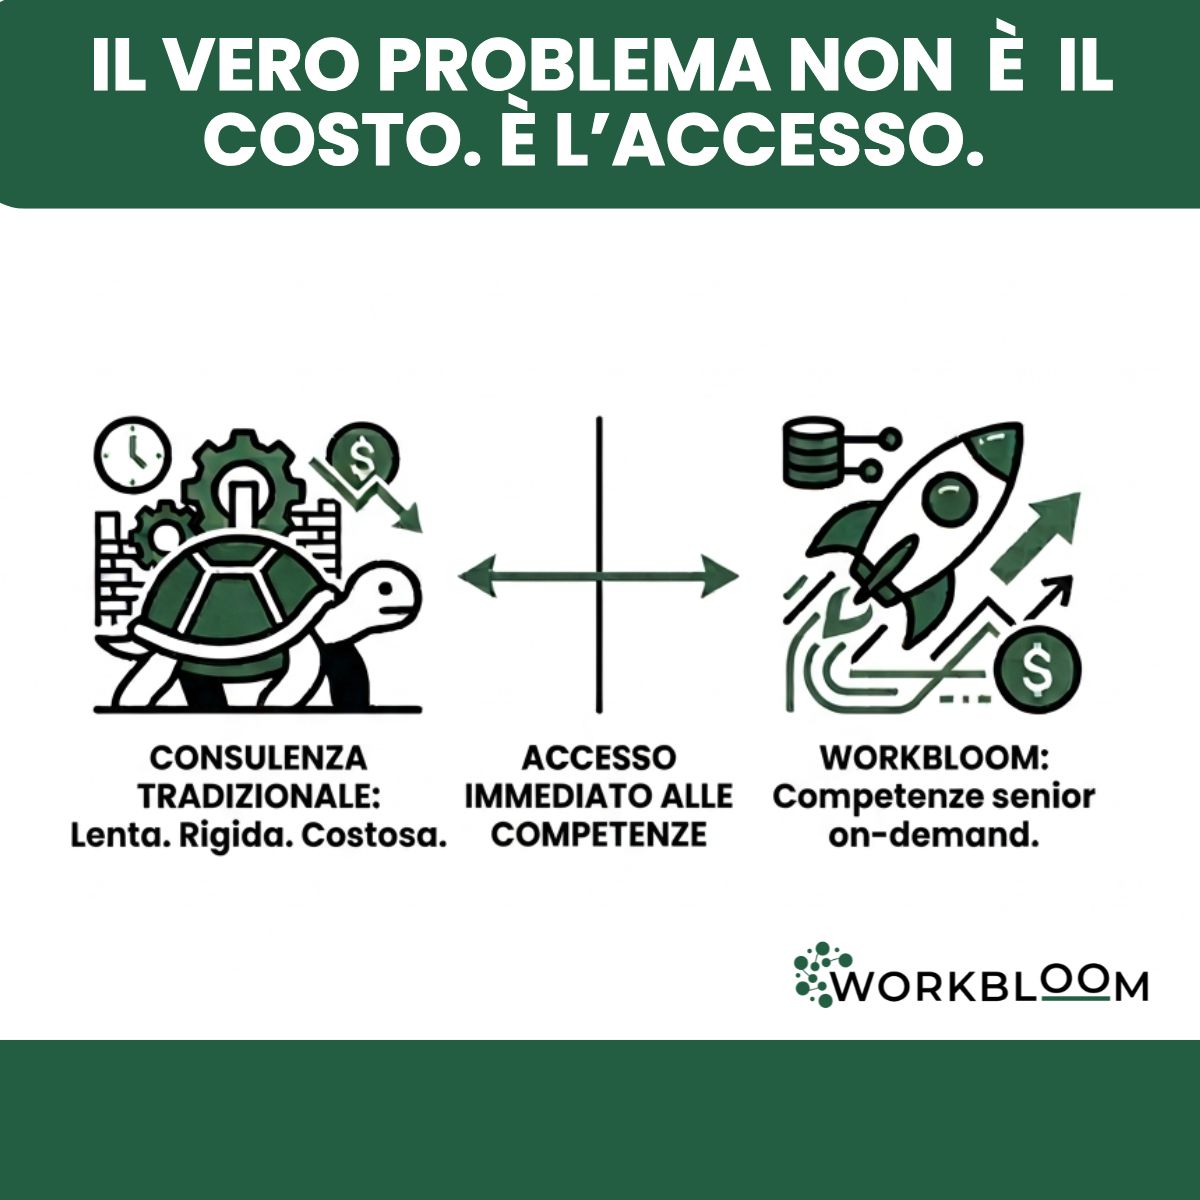 IL VERO PROBLEMA NON È IL
COSTO. È L’ACCESSO.
$
$
CONSULENZA
TRADIZIONALE:
Lenta. Rigida. Costosa.
ACCESSO
IMMEDIATO ALLE
COMPETENZE
WORKBLOOM:
Competenze senior
on-demand.
WORKBLOOM